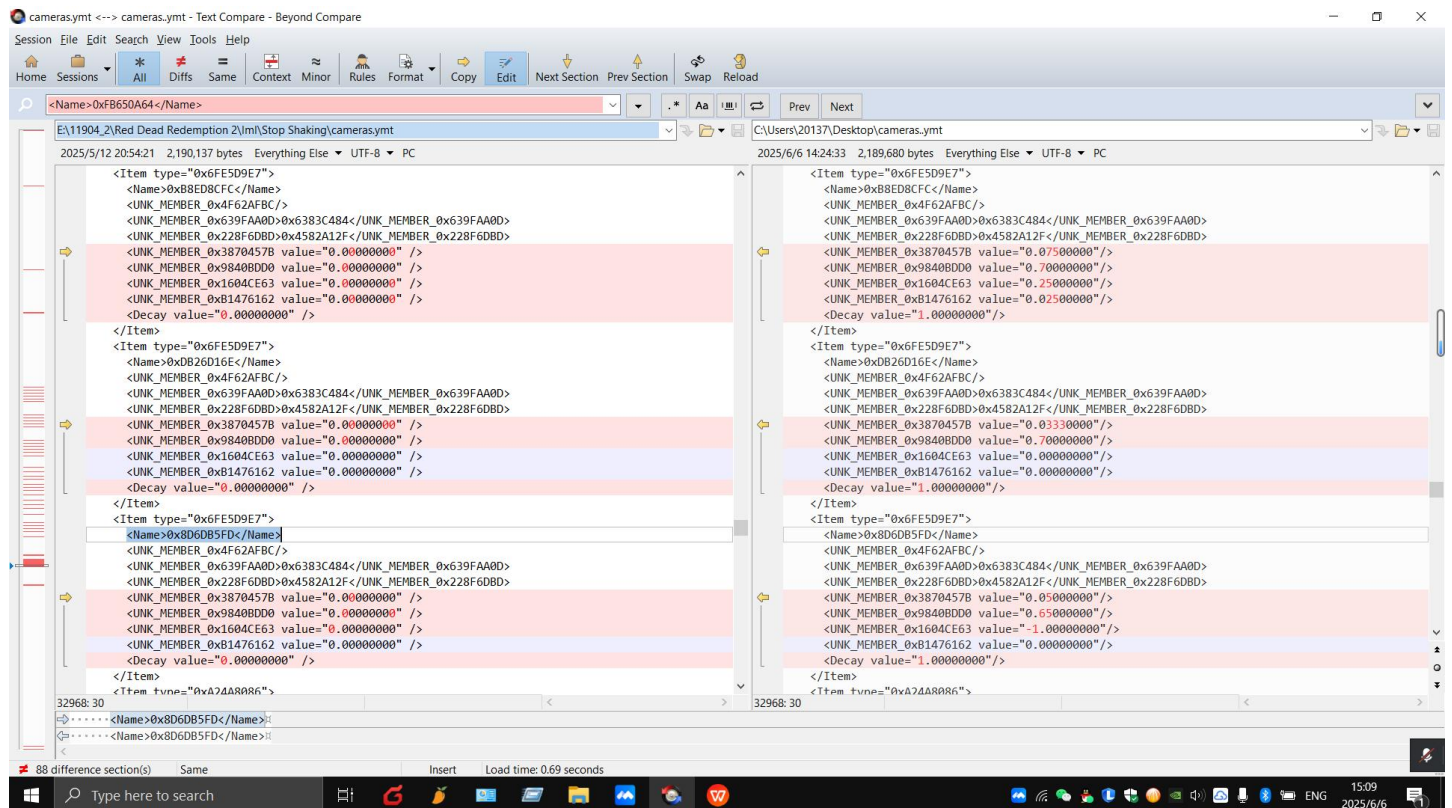 cameras.ymt <--> cameras..ymt - Text Compare - Beyond Compare
Session File Edit Search View Tools Help
Home Sessions All Diffs Same Context Minor Rules Format Copy Edit Next Section Prev Section Swap Reload
<Name>0xFB650A64</Name> .* Aa Prev Next
E:\11904_2\Red Dead Redemption 2\lml\Stop Shaking\cameras.ymt C:\Users\20137\Desktop\cameras..ymt
2025/5/12 20:54:21 2,190,137 bytes Everything Else UTF-8 PC 2025/6/6 14:24:33 2,189,680 bytes Everything Else UTF-8 PC
<Item type="0x6FE5D9E7"> <Item type="0x6FE5D9E7">
<Name>0xB8ED8CFC</Name> <Name>0xB8ED8CFC</Name>
<UNK_MEMBER_0x4F62AFBC/> <UNK_MEMBER_0x4F62AFBC/>
<UNK_MEMBER_0x639FAA0D>0x6383C484</UNK_MEMBER_0x639FAA0D> <UNK_MEMBER_0x639FAA0D>0x6383C484</UNK_MEMBER_0x639FAA0D>
<UNK_MEMBER_0x228F6DBD>0x4582A12F</UNK_MEMBER_0x228F6DBD> <UNK_MEMBER_0x228F6DBD>0x4582A12F</UNK_MEMBER_0x228F6DBD>
<UNK_MEMBER_0x3870457B value="0.00000000" /> <UNK_MEMBER_0x3870457B value="0.07500000"/>
<UNK_MEMBER_0x9840BDD0 value="0.00000000" /> <UNK_MEMBER_0x9840BDD0 value="0.70000000"/>
<UNK_MEMBER_0x1604CE63 value="0.00000000" /> <UNK_MEMBER_0x1604CE63 value="0.25000000"/>
<UNK_MEMBER_0xB1476162 value="0.00000000" /> <UNK_MEMBER_0xB1476162 value="0.02500000"/>
<Decay value="0.00000000" /> <Decay value="1.00000000"/>
</Item> </Item>
<Item type="0x6FE5D9E7"> <Item type="0x6FE5D9E7">
<Name>0xDB26D16E</Name> <Name>0xDB26D16E</Name>
<UNK_MEMBER_0x4F62AFBC/> <UNK_MEMBER_0x4F62AFBC/>
<UNK_MEMBER_0x639FAA0D>0x6383C484</UNK_MEMBER_0x639FAA0D> <UNK_MEMBER_0x639FAA0D>0x6383C484</UNK_MEMBER_0x639FAA0D>
<UNK_MEMBER_0x228F6DBD>0x4582A12F</UNK_MEMBER_0x228F6DBD> <UNK_MEMBER_0x228F6DBD>0x4582A12F</UNK_MEMBER_0x228F6DBD>
<UNK_MEMBER_0x3870457B value="0.00000000" /> <UNK_MEMBER_0x3870457B value="0.03330000"/>
<UNK_MEMBER_0x9840BDD0 value="0.00000000" /> <UNK_MEMBER_0x9840BDD0 value="0.70000000"/>
<UNK_MEMBER_0x1604CE63 value="0.00000000" /> <UNK_MEMBER_0x1604CE63 value="0.00000000"/>
<UNK_MEMBER_0xB1476162 value="0.00000000" /> <UNK_MEMBER_0xB1476162 value="0.00000000"/>
<Decay value="0.00000000" /> <Decay value="1.00000000"/>
</Item> </Item>
<Item type="0x6FE5D9E7"> <Item type="0x6FE5D9E7">
<Name>0x8D6DB5FD</Name> <Name>0x8D6DB5FD</Name>
<UNK_MEMBER_0x4F62AFBC/> <UNK_MEMBER_0x4F62AFBC/>
<UNK_MEMBER_0x639FAA0D>0x6383C484</UNK_MEMBER_0x639FAA0D> <UNK_MEMBER_0x639FAA0D>0x6383C484</UNK_MEMBER_0x639FAA0D>
<UNK_MEMBER_0x228F6DBD>0x4582A12F</UNK_MEMBER_0x228F6DBD> <UNK_MEMBER_0x228F6DBD>0x4582A12F</UNK_MEMBER_0x228F6DBD>
<UNK_MEMBER_0x3870457B value="0.00000000" /> <UNK_MEMBER_0x3870457B value="0.05000000"/>
<UNK_MEMBER_0x9840BDD0 value="0.00000000" /> <UNK_MEMBER_0x9840BDD0 value="0.65000000"/>
<UNK_MEMBER_0x1604CE63 value="0.00000000" /> <UNK_MEMBER_0x1604CE63 value="-1.00000000"/>
<UNK_MEMBER_0xB1476162 value="0.00000000" /> <UNK_MEMBER_0xB1476162 value="0.00000000"/>
<Decay value="0.00000000" /> <Decay value="1.00000000"/>
</Item> </Item>
<Item type="0xA24A8086"> <Item type="0xA24A8086">
32968: 30 32968: 30
<Name>0x8D6DB5FD</Name>
<Name>0x8D6DB5FD</Name>
88 difference section(s) Same Insert Load time: 0.69 seconds
Type here to search ENG 15:09
2025/6/6